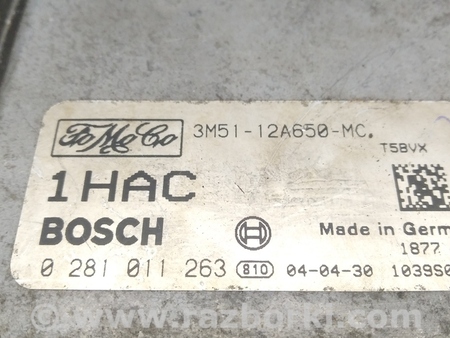 FoMoCo 3M51-12A650-MC.
T5BVX
1HAC
BOSCH Made in Germ
1877
0 281 011 263 810 04-04-30 1039S0
www.razborki.com